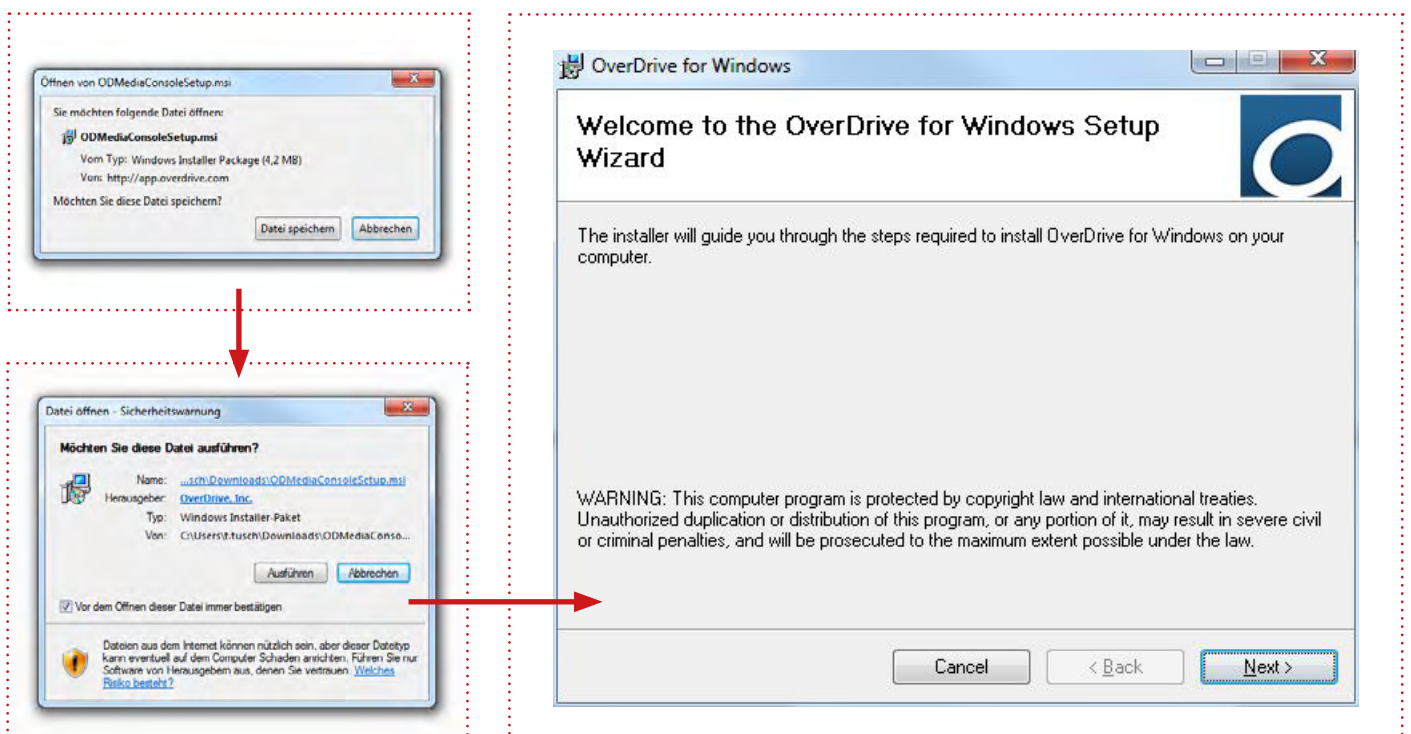 Öffnen von ODMediaConsoleSetup.msi
Sie möchten folgende Datei öffnen:
ODMediaConsoleSetup.msi
Vom Typ: Windows Installer Package (4,2 MB)
Von: http://app.overdrive.com
Möchten Sie diese Datei speichern?
Datei speichern Abbrechen
Datei öffnen - Sicherheitswarnung
Möchten Sie diese Datei ausführen?
Name: ...sch\Downloads\ODMediaConsoleSetup.msi
Herausgeber: OverDrive, Inc.
Typ: Windows Installer-Paket
Von: C:\Users\t.tusch\Downloads\ODMediaConso...
Ausführen Abbrechen
Vor dem Öffnen dieser Datei immer bestätigen
Dateien aus dem Internet können nützlich sein, aber dieser Dateityp
kann eventuell auf dem Computer Schaden anrichten. Führen Sie nur
Software von Herausgebern aus, denen Sie vertrauen. Welches
Risiko besteht?
OverDrive for Windows
Welcome to the OverDrive for Windows Setup
Wizard
The installer will guide you through the steps required to install OverDrive for Windows on your
computer.
WARNING: This computer program is protected by copyright law and international treaties.
Unauthorized duplication or distribution of this program, or any portion of it, may result in severe civil
or criminal penalties, and will be prosecuted to the maximum extent possible under the law.
Cancel < Back Next >